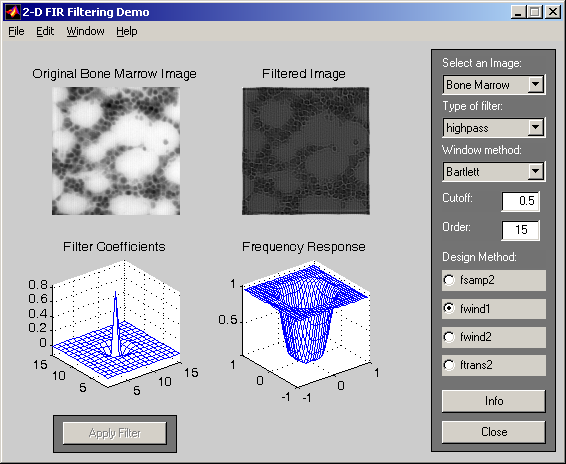 2-D FIR Filtering Demo
File Edit Window Help
Original Bone Marrow Image
Filtered Image
Filter Coefficients
0.8
0.6
0.4
0.2
0
15
10
5
5
10
15
Frequency Response
1
0.5
1
0
-1
-1
0
1
Apply Filter
Select an Image:
Bone Marrow
Type of filter:
highpass
Window method:
Bartlett
Cutoff: 0.5
Order: 15
Design Method:
fsamp2
fwind1
fwind2
ftrans2
Info
Close